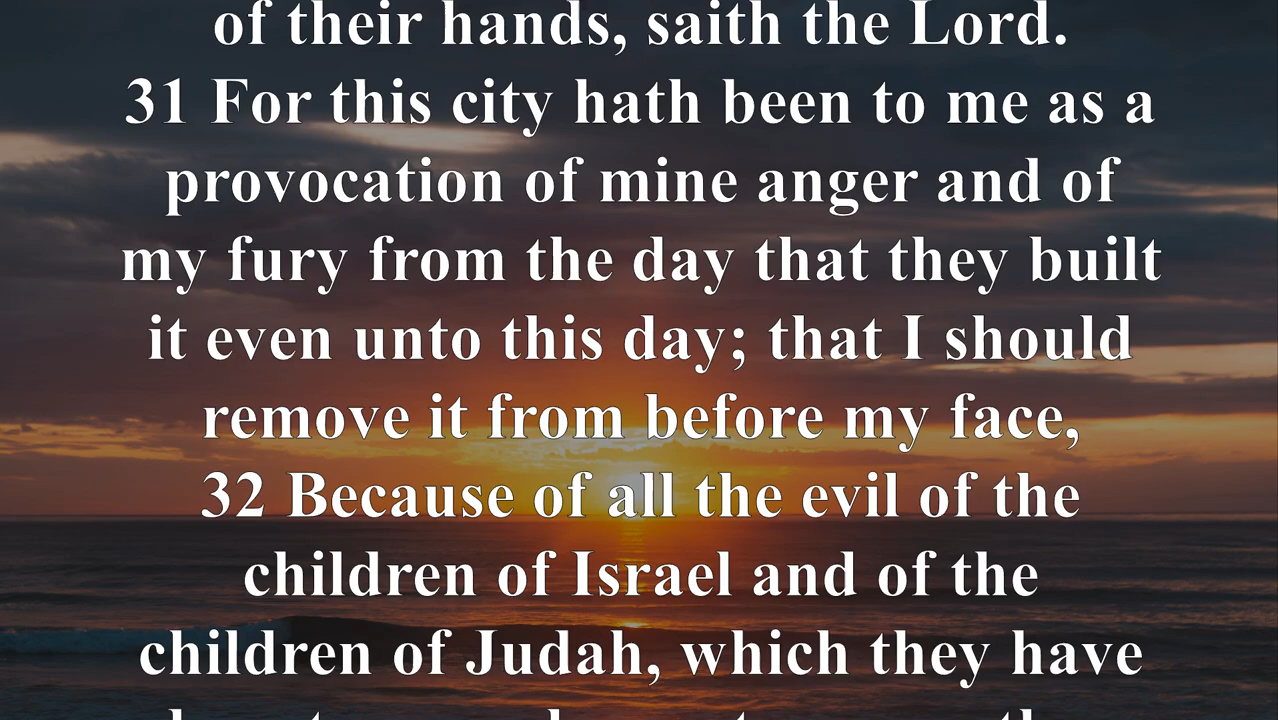 of their hands, saith the Lord.
31 For this city hath been to me as a
provocation of mine anger and of
my fury from the day that they built
it even unto this day; that I should
remove it from before my face,
32 Because of all the evil of the
children of Israel and of the
children of Judah, which they have